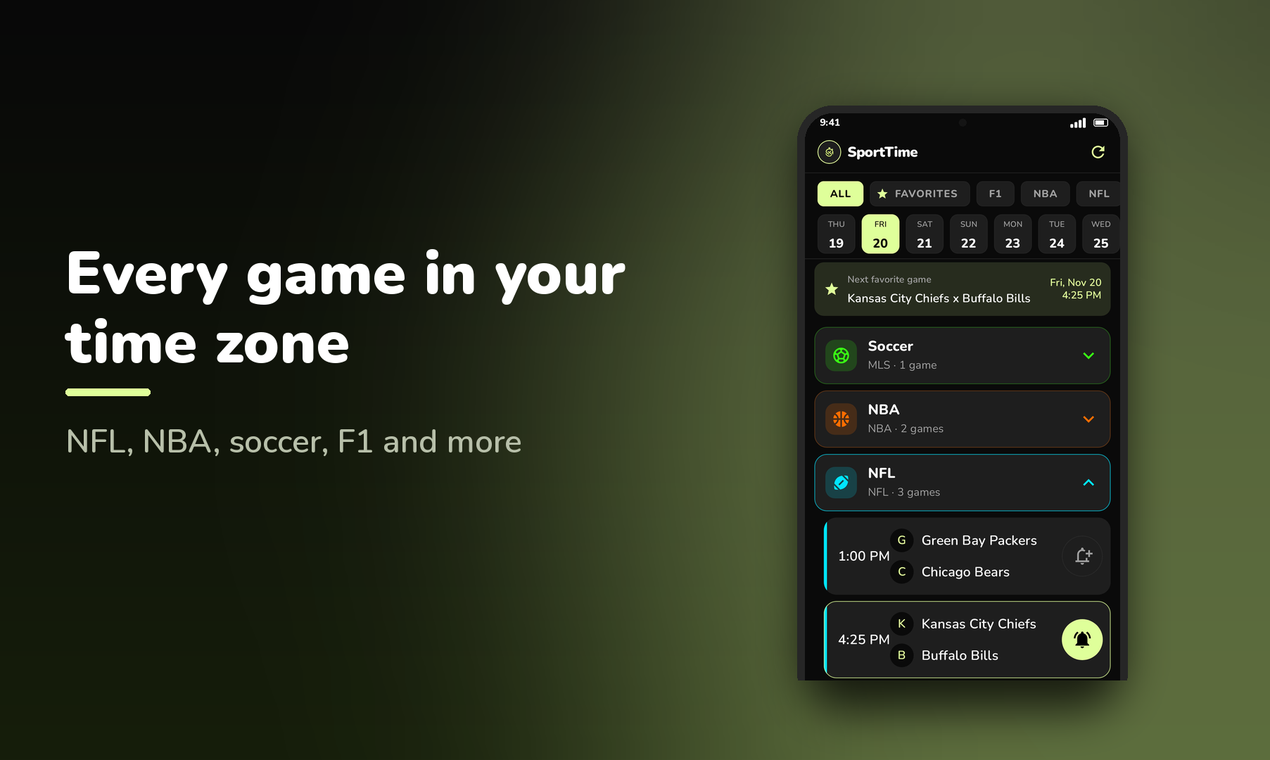 Every game in your
time zone
NFL, NBA, soccer, F1 and more
9:41
SportTime
ALL FAVORITES F1 NBA NFL
THU FRI SAT SUN MON TUE WED
19 20 21 22 23 24 25
Next favorite game
Kansas City Chiefs x Buffalo Bills
Fri, Nov 20
4:25 PM
Soccer
MLS · 1 game
NBA
NBA · 2 games
NFL
NFL · 3 games
1:00 PM
G Green Bay Packers
C Chicago Bears
4:25 PM
K Kansas City Chiefs
B Buffalo Bills